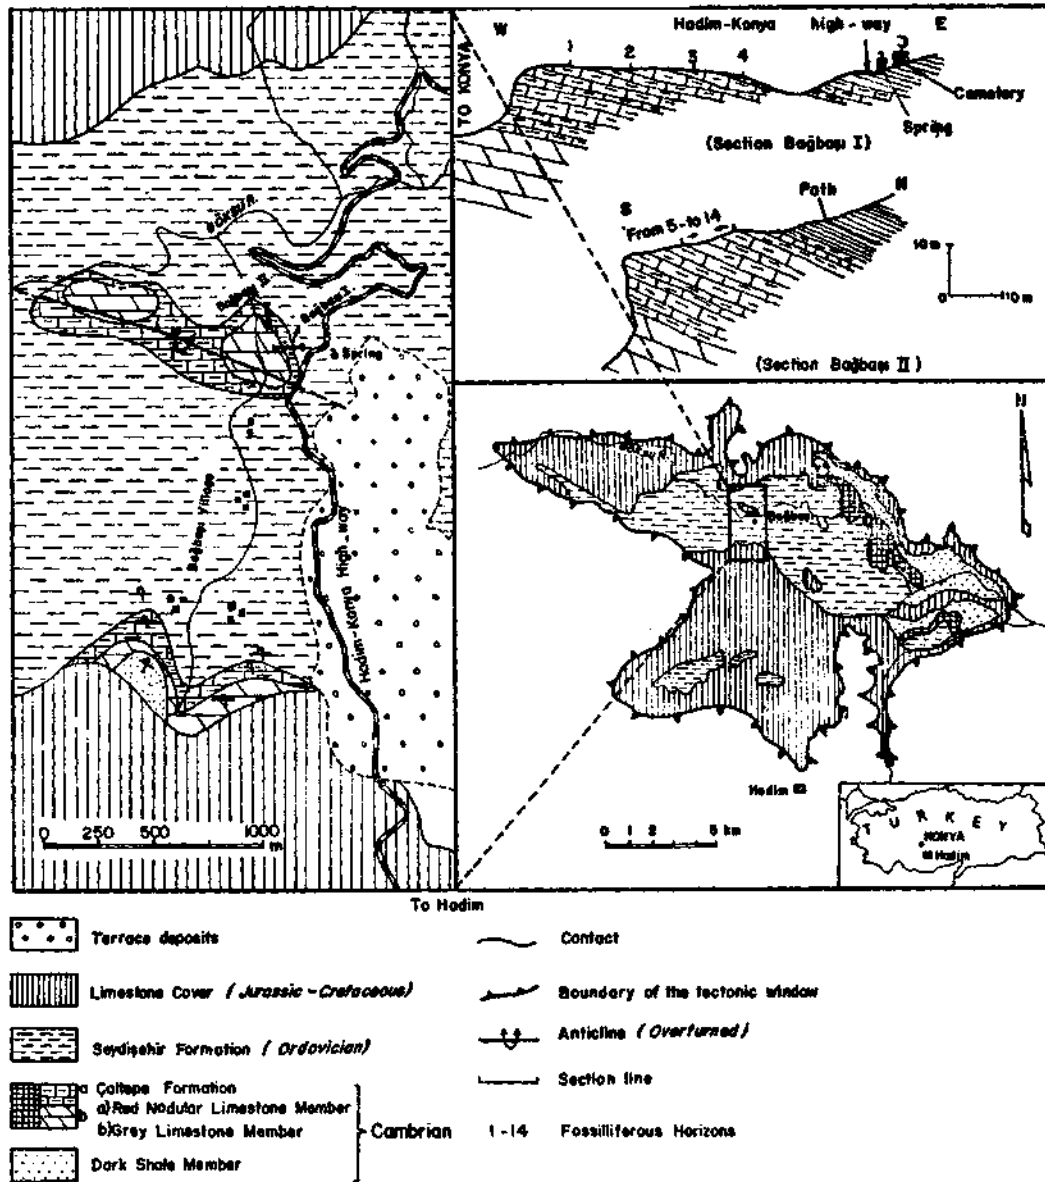 TO KONYA
GÖKSUR
Bağbaşı II
Bağbaşı I
Spring
Bağbaşı Village
Hadim-Konya High-way
0 250 500 1000
m
To Hadim
W
1 2 3 4
Hadim-Konya high-way
E
Cemetery
Spring
(Section Bağbaşı I)
Path
N
S
From 5-to 14
10 m
0 10 m
(Section Bağbaşı II)
N
Bağbaşı
Hadim
0 1 2 5 km
TURKEY
KONYA
Hadim
Terrace deposits
Limestone Cover (Jurassic-Cretaceous)
Seydişehir Formation (Ordovician)
a Çaltepe Formation
a) Red Nodular Limestone Member
b
b) Grey Limestone Member
Cambrian
Dark Shale Member
Contact
Boundary of the tectonic window
Anticline (Overturned)
Section line
1-14 Fossilliferous Horizons